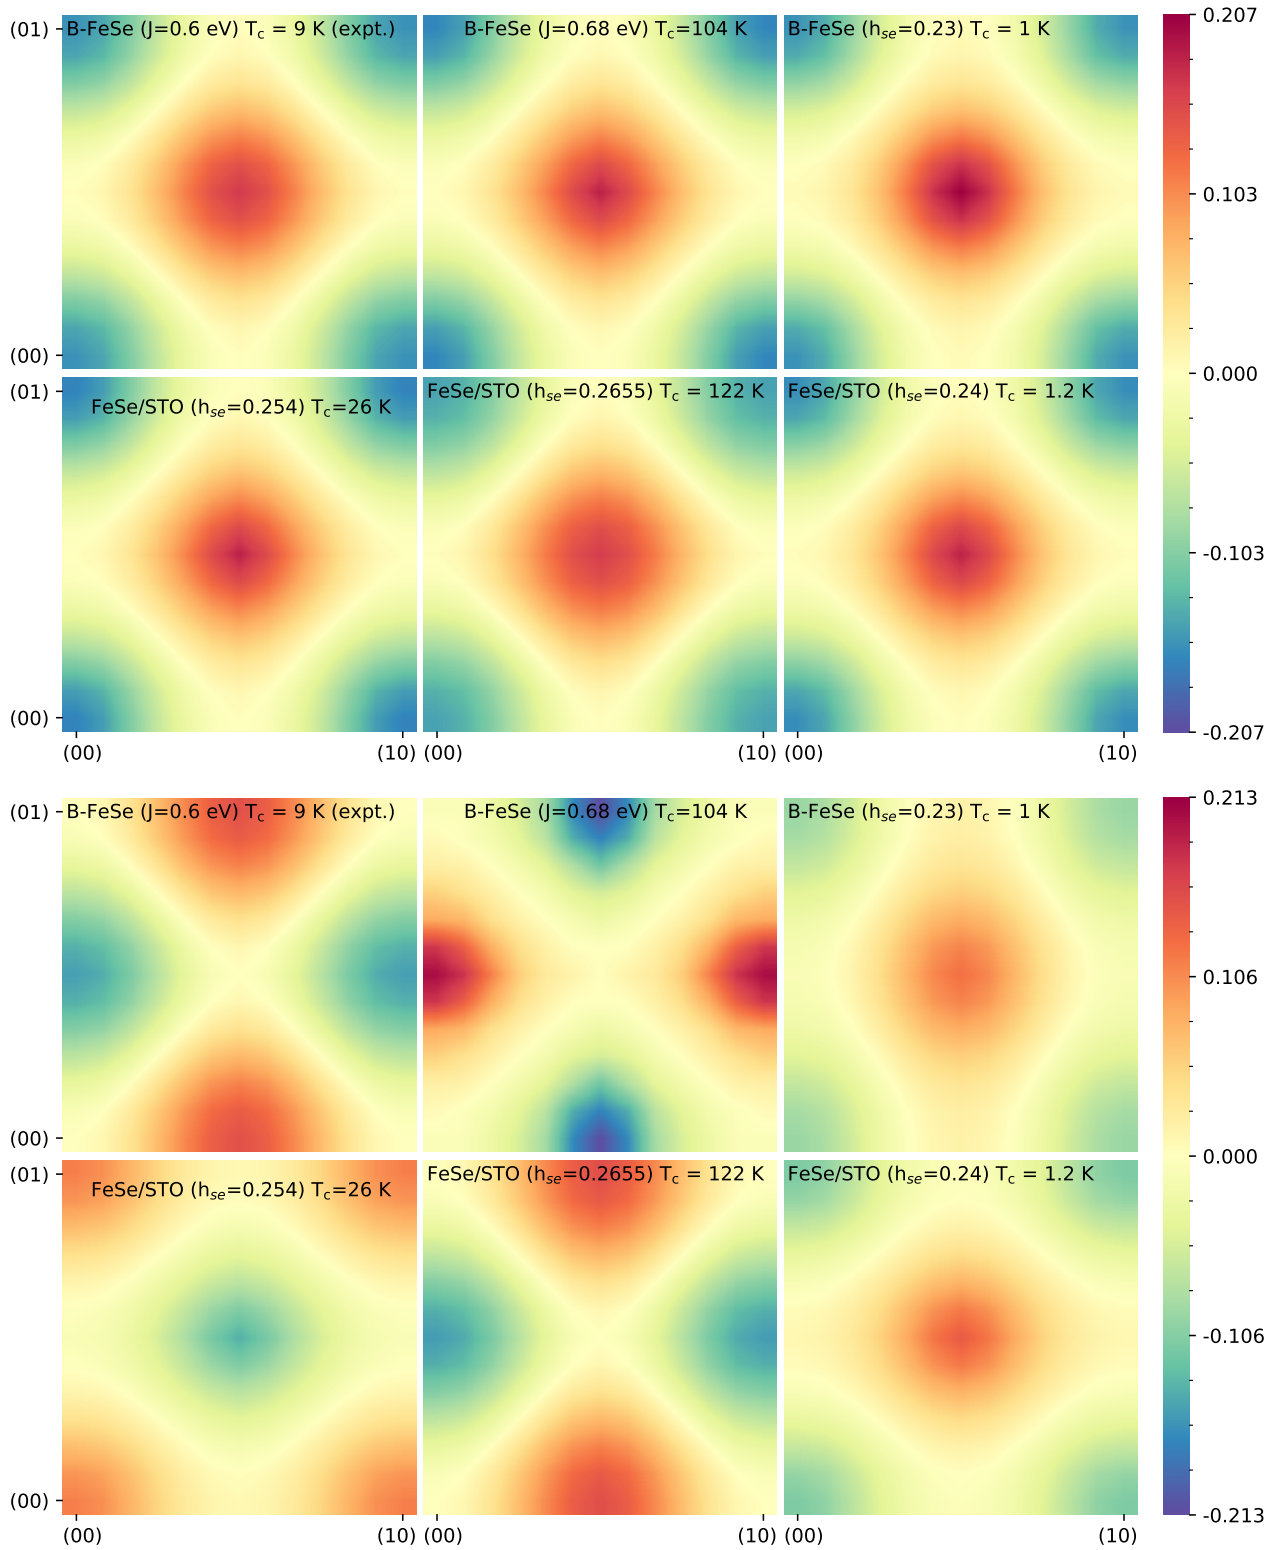 (01) B-FeSe (J=0.6 eV) T_c = 9 K (expt.) B-FeSe (J=0.68 eV) T_c=104 K B-FeSe (h_se=0.23) T_c = 1 K 0.207
0.103
(00) 0.000
(01) FeSe/STO (h_se=0.254) T_c=26 K FeSe/STO (h_se=0.2655) T_c = 122 K FeSe/STO (h_se=0.24) T_c = 1.2 K
-0.103
(00) -0.207
(00) (10) (00) (10) (00) (10)
(01) B-FeSe (J=0.6 eV) T_c = 9 K (expt.) B-FeSe (J=0.68 eV) T_c=104 K B-FeSe (h_se=0.23) T_c = 1 K 0.213
0.106
(00) 0.000
(01) FeSe/STO (h_se=0.254) T_c=26 K FeSe/STO (h_se=0.2655) T_c = 122 K FeSe/STO (h_se=0.24) T_c = 1.2 K
-0.106
(00) -0.213
(00) (10) (00) (10) (00) (10)